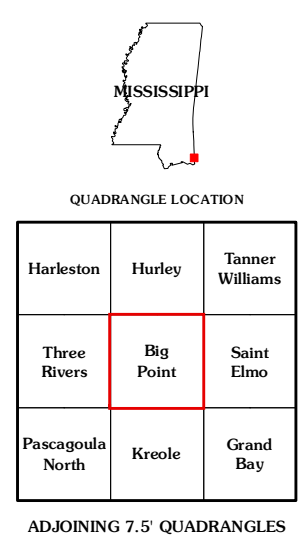 MISSISSIPPI
QUADRANGLE LOCATION
Harleston
Hurley
Tanner
Williams
Three
Rivers
Big
Point
Saint
Elmo
Pascagoula
North
Kreole
Grand
Bay
ADJOINING 7.5' QUADRANGLES